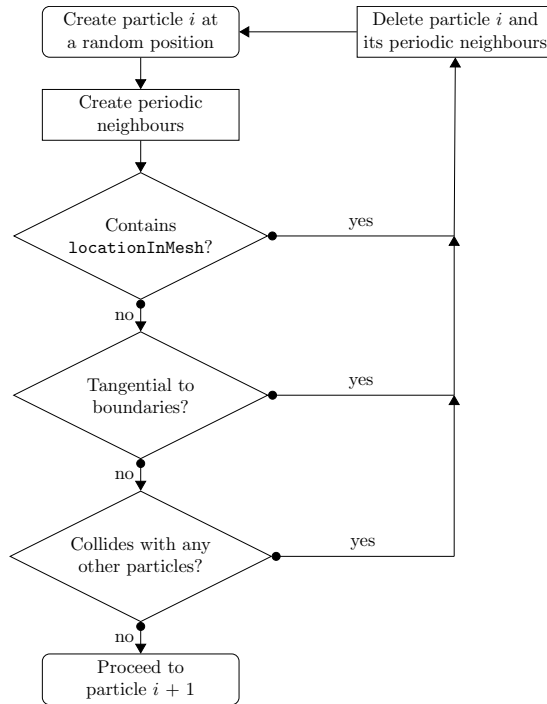 Create particle i at
a random position
Delete particle i and
its periodic neighbours
Create periodic
neighbours
Contains
locationInMesh?
yes
no
Tangential to
boundaries?
yes
no
Collides with any
other particles?
yes
no
Proceed to
particle i + 1